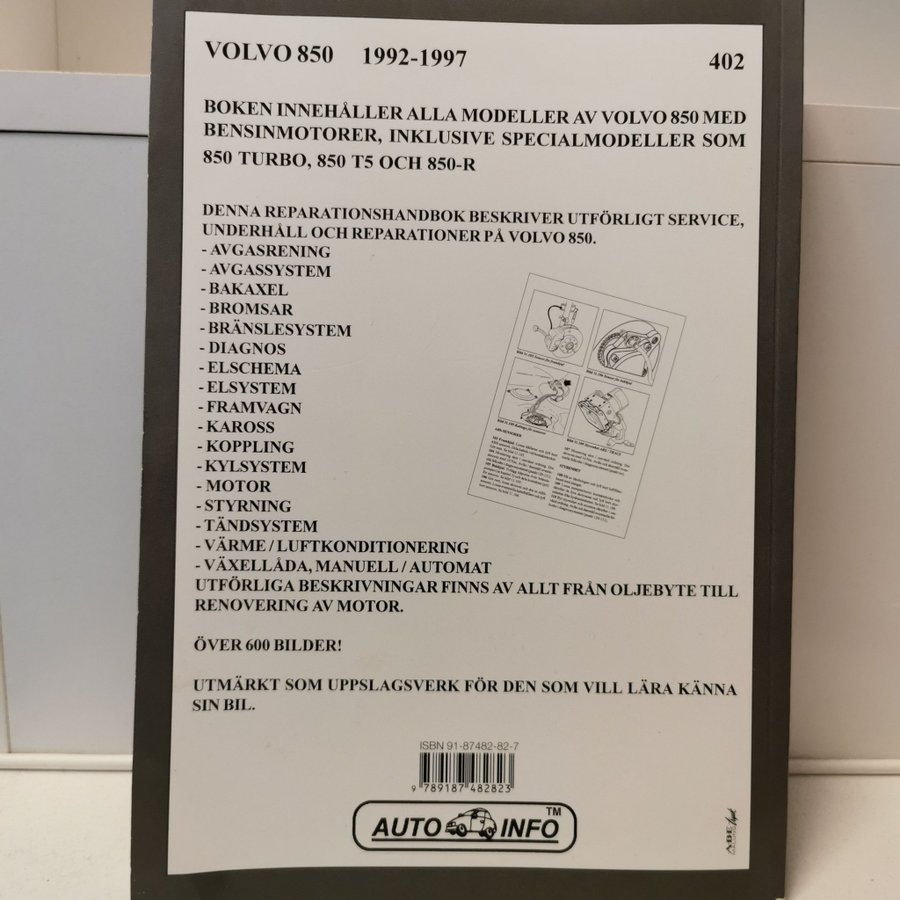 VOLVO 850 1992-1997 402
BOKEN INNEHÅLLER ALLA MODELLER AV VOLVO 850 MED
BENSINMOTORER, INKLUSIVE SPECIALMODELLER SOM
850 TURBO, 850 T5 OCH 850-R
DENNA REPARATIONSHANDBOK BESKRIVER UTFÖRLIGT SERVICE,
UNDERHÅLL OCH REPARATIONER PÅ VOLVO 850.
- AVGASRENING
- AVGASSYSTEM
- BAKAXEL
- BROMSAR
- BRÄNSLESYSTEM
- DIAGNOS
- ELSCHEMA
- ELSYSTEM
- FRAMVAGN
- KAROSS
- KOPPLING
- KYLSYSTEM
- MOTOR
- STYRNING
- TÄNDSYSTEM
- VÄRME / LUFTKONDITIONERING
- VÄXELLÅDA, MANUELL / AUTOMAT
UTFÖRLIGA BESKRIVNINGAR FINNS AV ALLT FRÅN OLJEBYTE TILL
RENOVERING AV MOTOR.
ÖVER 600 BILDER!
UTMÄRKT SOM UPPSLAGSVERK FÖR DEN SOM VILL LÄRA KÄNNA
SIN BIL.
ISBN 91-87482-82-7
9 789187 482823
AUTO INFO TM